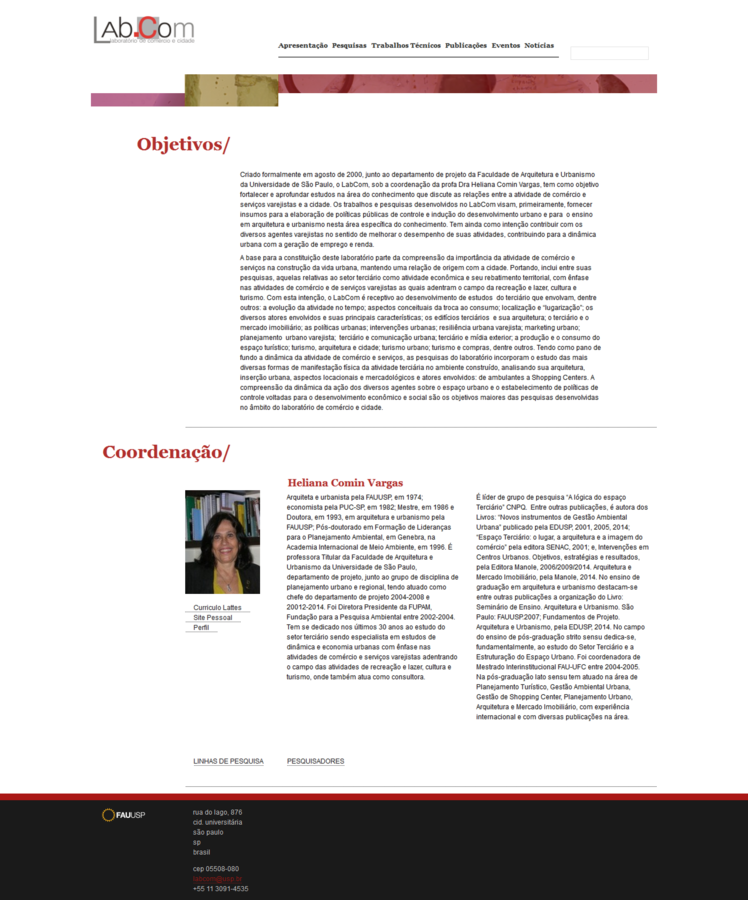 LAb.Com
laboratório de comércio e cidade
Apresentação Pesquisas Trabalhos Técnicos Publicações Eventos Notícias
Objetivos/
Criado formalmente em agosto de 2000, junto ao departamento de projeto da Faculdade de Arquitetura e Urbanismo
da Universidade de São Paulo, o LabCom, sob a coordenação da profa Dra Heliana Comin Vargas, tem como objetivo
fortalecer e aprofundar estudos na área do conhecimento que discute as relações entre a atividade de comércio e
serviços varejistas e a cidade. Os trabalhos e pesquisas desenvolvidos no LabCom visam, primeiramente, fornecer
insumos para a elaboração de políticas públicas de controle e indução do desenvolvimento urbano e para o ensino
em arquitetura e urbanismo nesta área específica do conhecimento. Tem ainda como intenção contribuir com os
diversos agentes varejistas no sentido de melhorar o desempenho de suas atividades, contribuindo para a dinâmica
urbana com a geração de emprego e renda.
A base para a constituição deste laboratório parte da compreensão da importância da atividade de comércio e
serviços na construção da vida urbana, mantendo uma relação de origem com a cidade. Portando, inclui entre suas
pesquisas, aquelas relativas ao setor terciário como atividade econômica e seu rebatimento territorial, com ênfase
nas atividades de comércio e de serviços varejistas as quais adentram o campo da recreação e lazer, cultura e
turismo. Com esta intenção, o LabCom é receptivo ao desenvolvimento de estudos do terciário que envolvam, dentre
outros: a evolução da atividade no tempo; aspectos conceituais da troca ao consumo; localização e “lugarização”; os
diversos atores envolvidos e suas principais características; os edifícios terciários e sua arquitetura; o terciário e o
mercado imobiliário; as políticas urbanas; intervenções urbanas; resiliência urbana varejista; marketing urbano;
planejamento urbano varejista; terciário e comunicação urbana; terciário e mídia exterior; a produção e o consumo do
espaço turístico; turismo, arquitetura e cidade; turismo urbano; turismo e compras, dentre outros. Tendo como pano de
fundo a dinâmica da atividade de comércio e serviços, as pesquisas do laboratório incorporam o estudo das mais
diversas formas de manifestação física da atividade terciária no ambiente construído, analisando sua arquitetura,
inserção urbana, aspectos locacionais e mercadológicos e atores envolvidos: de ambulantes a Shopping Centers. A
compreensão da dinâmica da ação dos diversos agentes sobre o espaço urbano e o estabelecimento de políticas de
controle voltadas para o desenvolvimento econômico e social são os objetivos maiores das pesquisas desenvolvidas
no âmbito do laboratório de comércio e cidade.
Coordenação/
Heliana Comin Vargas
Arquiteta e urbanista pela FAUUSP, em 1974;
economista pela PUC-SP, em 1982; Mestre, em 1986 e
Doutora, em 1993, em arquitetura e urbanismo pela
FAUUSP; Pós-doutorado em Formação de Lideranças
para o Planejamento Ambiental, em Genebra, na
Academia Internacional de Meio Ambiente, em 1996. É
professora Titular da Faculdade de Arquitetura e
Urbanismo da Universidade de São Paulo,
departamento de projeto, junto ao grupo de disciplina de
planejamento urbano e regional, tendo atuado como
chefe do departamento de projeto 2004-2008 e
20012-2014. Foi Diretora Presidente da FUPAM,
Fundação para a Pesquisa Ambiental entre 2002-2004.
Tem se dedicado nos últimos 30 anos ao estudo do
setor terciário sendo especialista em estudos de
dinâmica e economia urbanas com ênfase nas
atividades de comércio e serviços varejistas adentrando
o campo das atividades de recreação e lazer, cultura e
turismo, onde também atua como consultora.
É líder de grupo de pesquisa “A lógica do espaço
Terciário” CNPQ. Entre outras publicações, é autora dos
Livros: “Novos instrumentos de Gestão Ambiental
Urbana” publicado pela EDUSP, 2001, 2005, 2014;
“Espaço Terciário: o lugar, a arquitetura e a imagem do
comércio” pela editora SENAC, 2001; e, Intervenções em
Centros Urbanos. Objetivos, estratégias e resultados,
pela Editora Manole, 2006/2009/2014. Arquitetura e
Mercado Imobiliário, pela Manole, 2014. No ensino de
graduação em arquitetura e urbanismo destacam-se
entre outras publicações a organização do Livro:
Seminário de Ensino. Arquitetura e Urbanismo. São
Paulo: FAUUSP.2007; Fundamentos de Projeto.
Arquitetura e Urbanismo, pela EDUSP, 2014. No campo
do ensino de pós-graduação strito sensu dedica-se,
fundamentalmente, ao estudo do Setor Terciário e a
Estruturação do Espaço Urbano. Foi coordenadora de
Mestrado Interinstitucional FAU-UFC entre 2004-2005.
Na pós-graduação lato sensu tem atuado na área de
Planejamento Turístico, Gestão Ambiental Urbana,
Gestão de Shopping Center, Planejamento Urbano,
Arquitetura e Mercado Imobiliário, com experiência
internacional e com diversas publicações na área.
Currículo Lattes
Site Pessoal
Perfil
LINHAS DE PESQUISA PESQUISADORES
FAUUSP
rua do lago, 876
cid. universitária
são paulo
sp
brasil
cep 05508-080
labcom@usp.br
+55 11 3091-4535